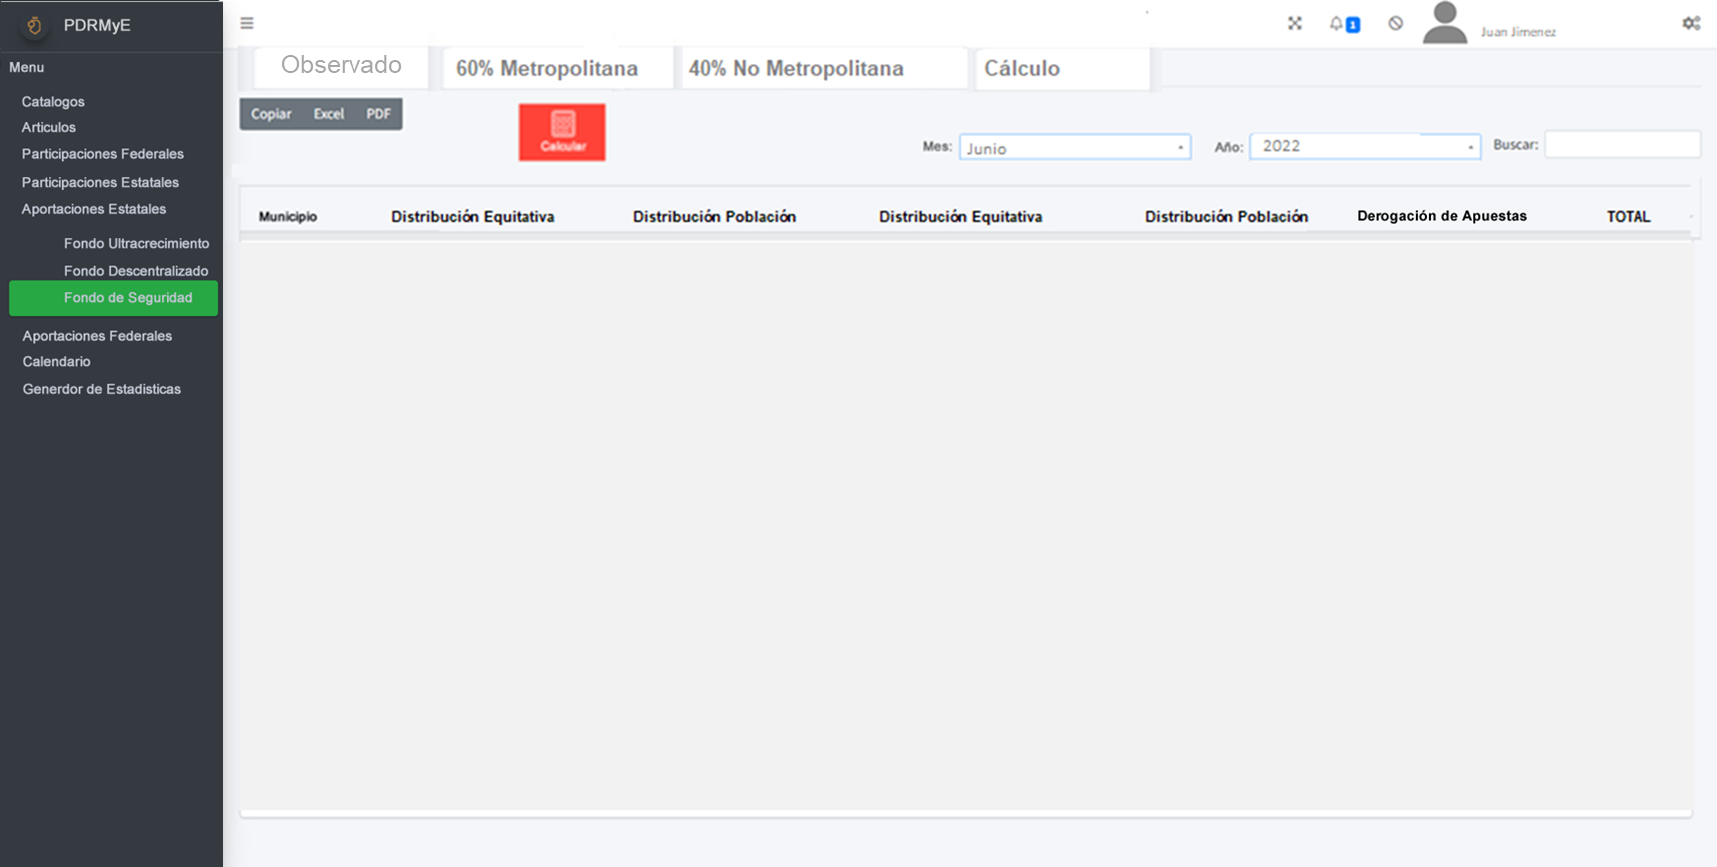 PDRMyE
Menu
Catalogos
Articulos
Participaciones Federales
Participaciones Estatales
Aportaciones Estatales
Fondo Ultracrecimiento
Fondo Descentralizado
Fondo de Seguridad
Aportaciones Federales
Calendario
Generdor de Estadisticas
1
Juan Jimenez
Observado
60% Metropolitana
40% No Metropolitana
Cálculo
Copiar Excel PDF
Calcular
Mes: Junio
Año: 2022
Buscar:
Municipio Distribución Equitativa Distribución Población Distribución Equitativa Distribución Población Derogación de Apuestas TOTAL